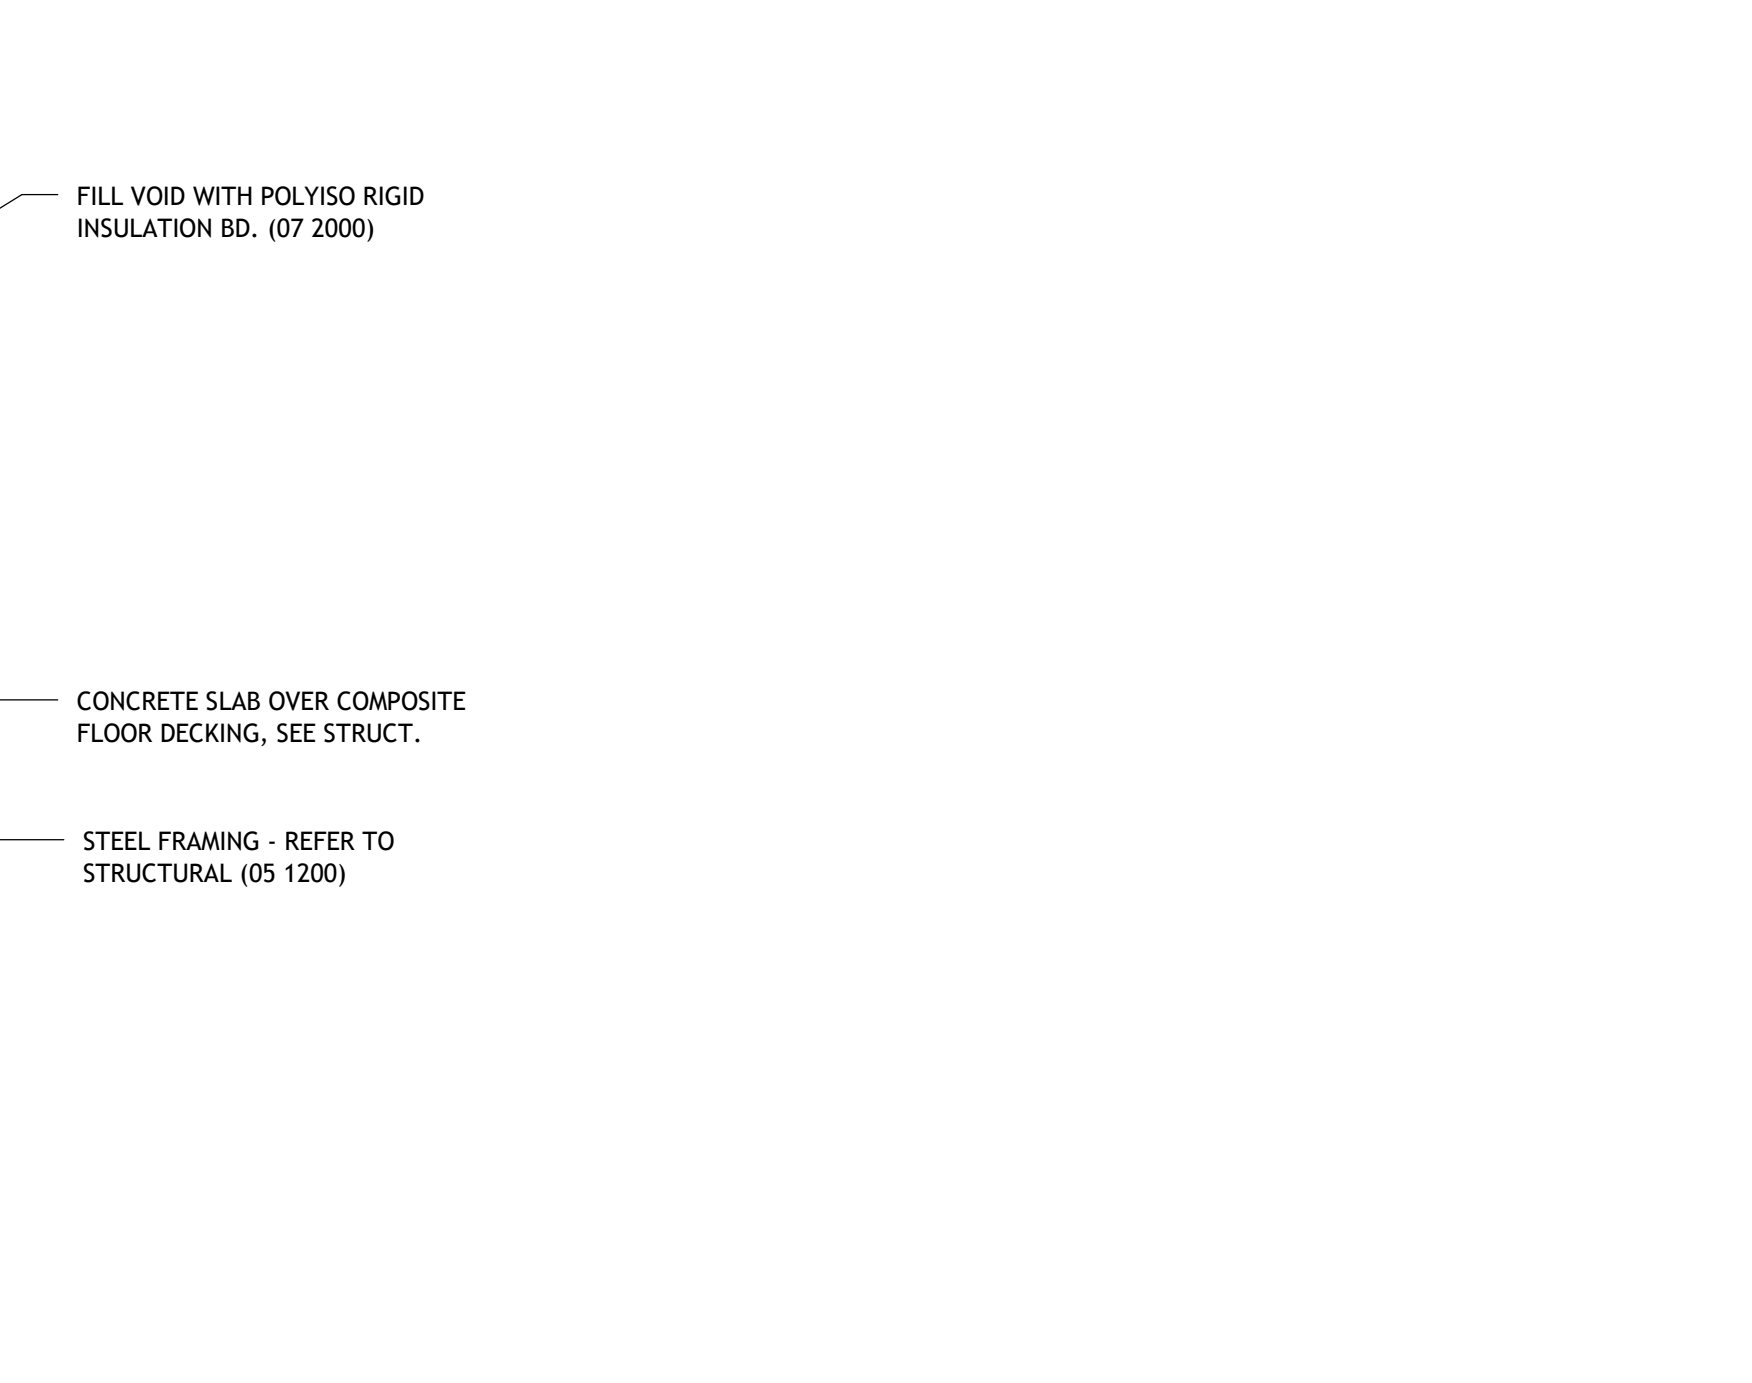 FILL VOID WITH POLYISO RIGID
INSULATION BD. (07 2000)
CONCRETE SLAB OVER COMPOSITE
FLOOR DECKING, SEE STRUCT.
STEEL FRAMING - REFER TO
STRUCTURAL (05 1200)